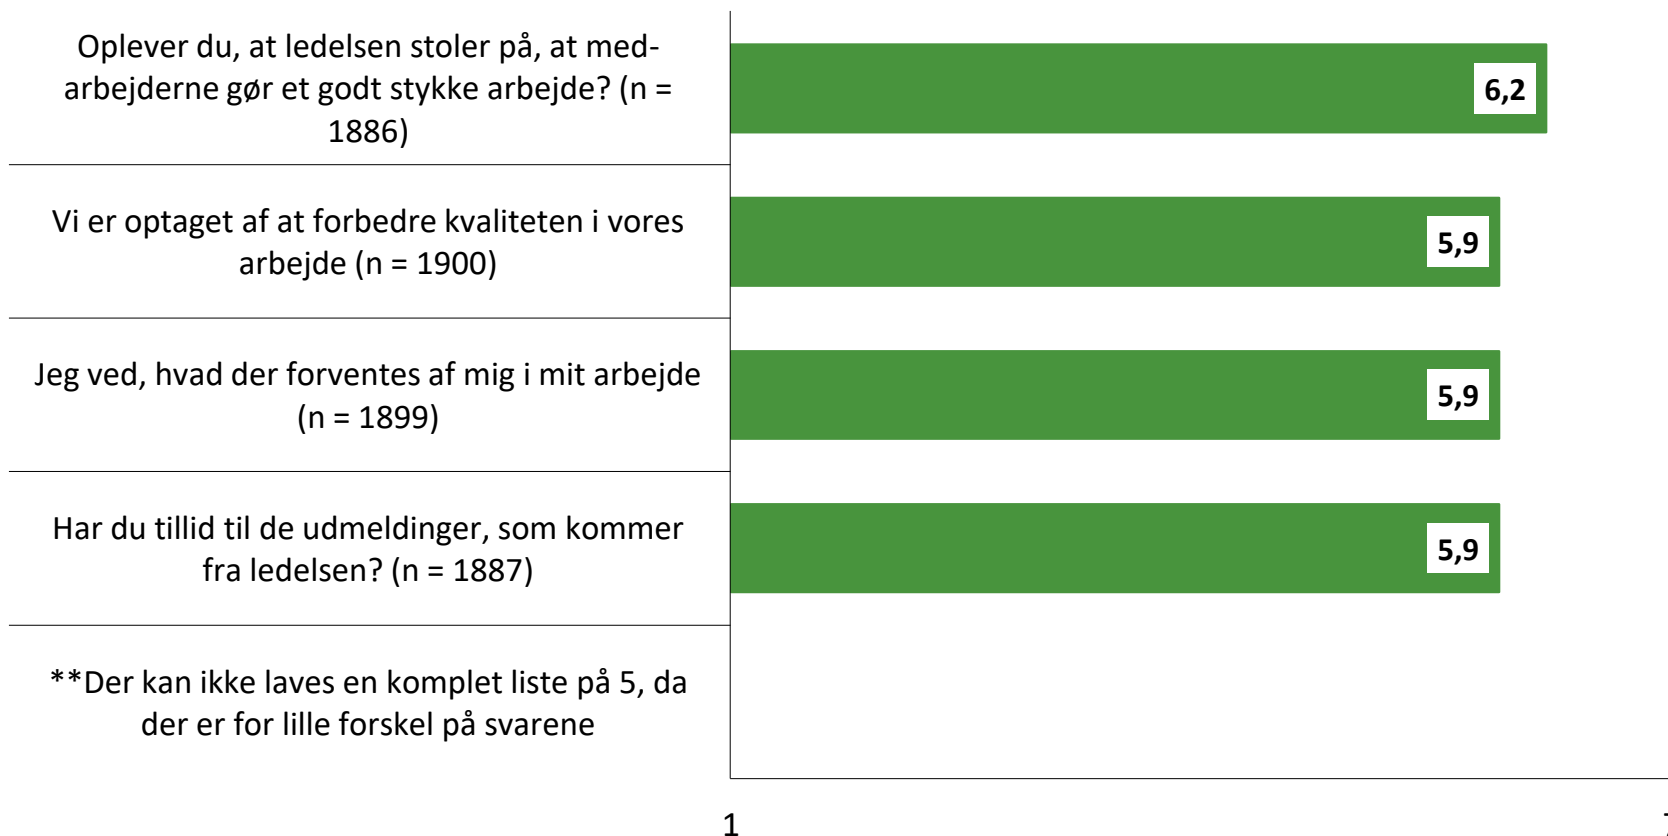 Oplever du, at ledelsen stoler på, at med-
arbejderne gør et godt stykke arbejde? (n =
1886)
6,2
Vi er optaget af at forbedre kvaliteten i vores
arbejde (n = 1900)
5,9
Jeg ved, hvad der forventes af mig i mit arbejde
(n = 1899)
5,9
Har du tillid til de udmeldinger, som kommer
fra ledelsen? (n = 1887)
5,9
**Der kan ikke laves en komplet liste på 5, da
der er for lille forskel på svarene
1